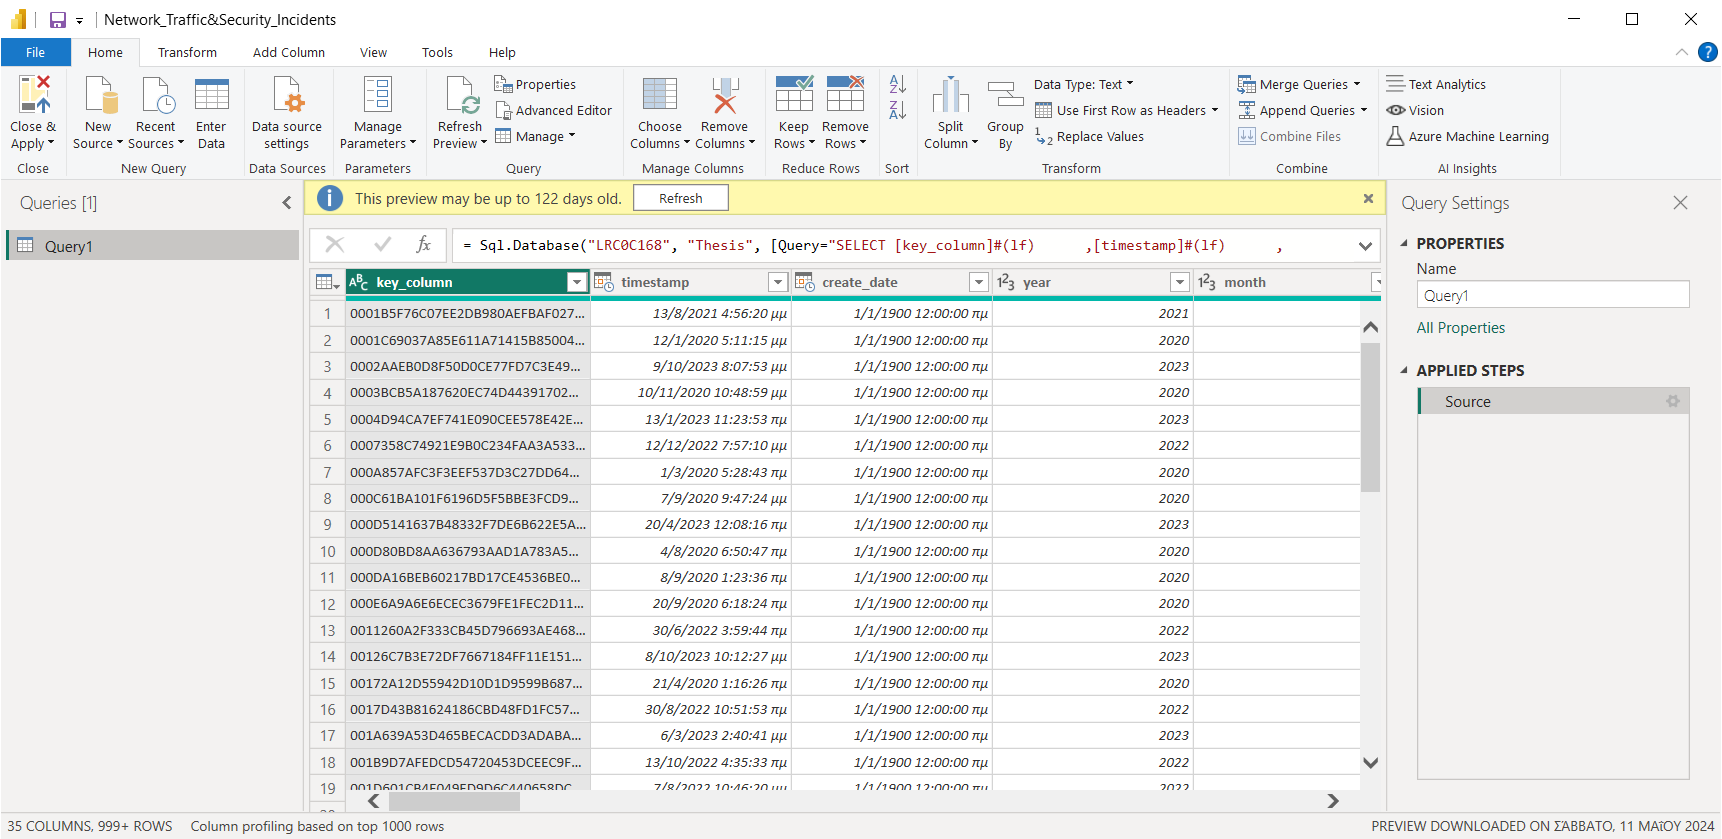 Network_Traffic&Security_Incidents
File Home Transform Add Column View Tools Help
Close & Apply
Close
New Source
Recent Sources
Enter Data
New Query
Data source settings
Data Sources
Manage Parameters
Parameters
Refresh Preview
Properties
Advanced Editor
Manage
Query
Choose Columns
Remove Columns
Manage Columns
Keep Rows
Remove Rows
Reduce Rows
Sort
Split Column
Group By
Data Type: Text
Use First Row as Headers
Replace Values
Transform
Merge Queries
Append Queries
Combine Files
Combine
Text Analytics
Vision
Azure Machine Learning
AI Insights
Queries [1]
Query1
This preview may be up to 122 days old. Refresh
= Sql.Database("LRC0C168", "Thesis", [Query="SELECT [key_column]#(lf) ,[timestamp]#(lf) ,
key_column timestamp create_date year month
1 0001B5F76C07EE2DB980AEFBAF027... 13/8/2021 4:56:20 μμ 1/1/1900 12:00:00 πμ 2021
2 0001C69037A85E611A71415B85004... 12/1/2020 5:11:15 μμ 1/1/1900 12:00:00 πμ 2020
3 0002AAEB0D8F50D0CE77FD7C3E49... 9/10/2023 8:07:53 μμ 1/1/1900 12:00:00 πμ 2023
4 0003BCB5A187620EC74D44391702... 10/11/2020 10:48:59 μμ 1/1/1900 12:00:00 πμ 2020
5 0004D94CA7EF741E090CEE578E42E... 13/1/2023 11:23:53 πμ 1/1/1900 12:00:00 πμ 2023
6 0007358C74921E9B0C234FAA3A533... 12/12/2022 7:57:10 μμ 1/1/1900 12:00:00 πμ 2022
7 000A857AFC3F3EEF537D3C27DD64... 1/3/2020 5:28:43 πμ 1/1/1900 12:00:00 πμ 2020
8 000C61BA101F6196D5F5BBE3FCD9... 7/9/2020 9:47:24 μμ 1/1/1900 12:00:00 πμ 2020
9 000D5141637B48332F7DE6B622E5A... 20/4/2023 12:08:16 πμ 1/1/1900 12:00:00 πμ 2023
10 000D80BD8AA636793AAD1A783A5... 4/8/2020 6:50:47 πμ 1/1/1900 12:00:00 πμ 2020
11 000DA16BEB60217BD17CE4536BE0... 8/9/2020 1:23:36 πμ 1/1/1900 12:00:00 πμ 2020
12 000E6A9A6E6ECEC3679FE1FEC2D11... 20/9/2020 6:18:24 πμ 1/1/1900 12:00:00 πμ 2020
13 0011260A2F333CB45D796693AE468... 30/6/2022 3:59:44 πμ 1/1/1900 12:00:00 πμ 2022
14 00126C7B3E72DF7667184FF11E151... 8/10/2023 10:12:27 μμ 1/1/1900 12:00:00 πμ 2023
15 00172A12D55942D10D1D9599B687... 21/4/2020 1:16:26 πμ 1/1/1900 12:00:00 πμ 2020
16 0017D43B81624186CBD48FD1FC57... 30/8/2022 10:51:53 πμ 1/1/1900 12:00:00 πμ 2022
17 001A639A53D465BECACDD3ADABA... 6/3/2023 2:40:41 μμ 1/1/1900 12:00:00 πμ 2023
18 001B9D7AFEDCD54720453DCEEC9F... 13/10/2022 4:35:33 πμ 1/1/1900 12:00:00 πμ 2022
19 7/8/2022 10:46:20 μμ 1/1/1900 12:00:00 πμ 2022
Query Settings
PROPERTIES
Name
Query1
All Properties
APPLIED STEPS
Source
35 COLUMNS, 999+ ROWS Column profiling based on top 1000 rows
PREVIEW DOWNLOADED ON ΣΆΒΒΑΤΟ, 11 ΜΑΪ́ΟΥ 2024